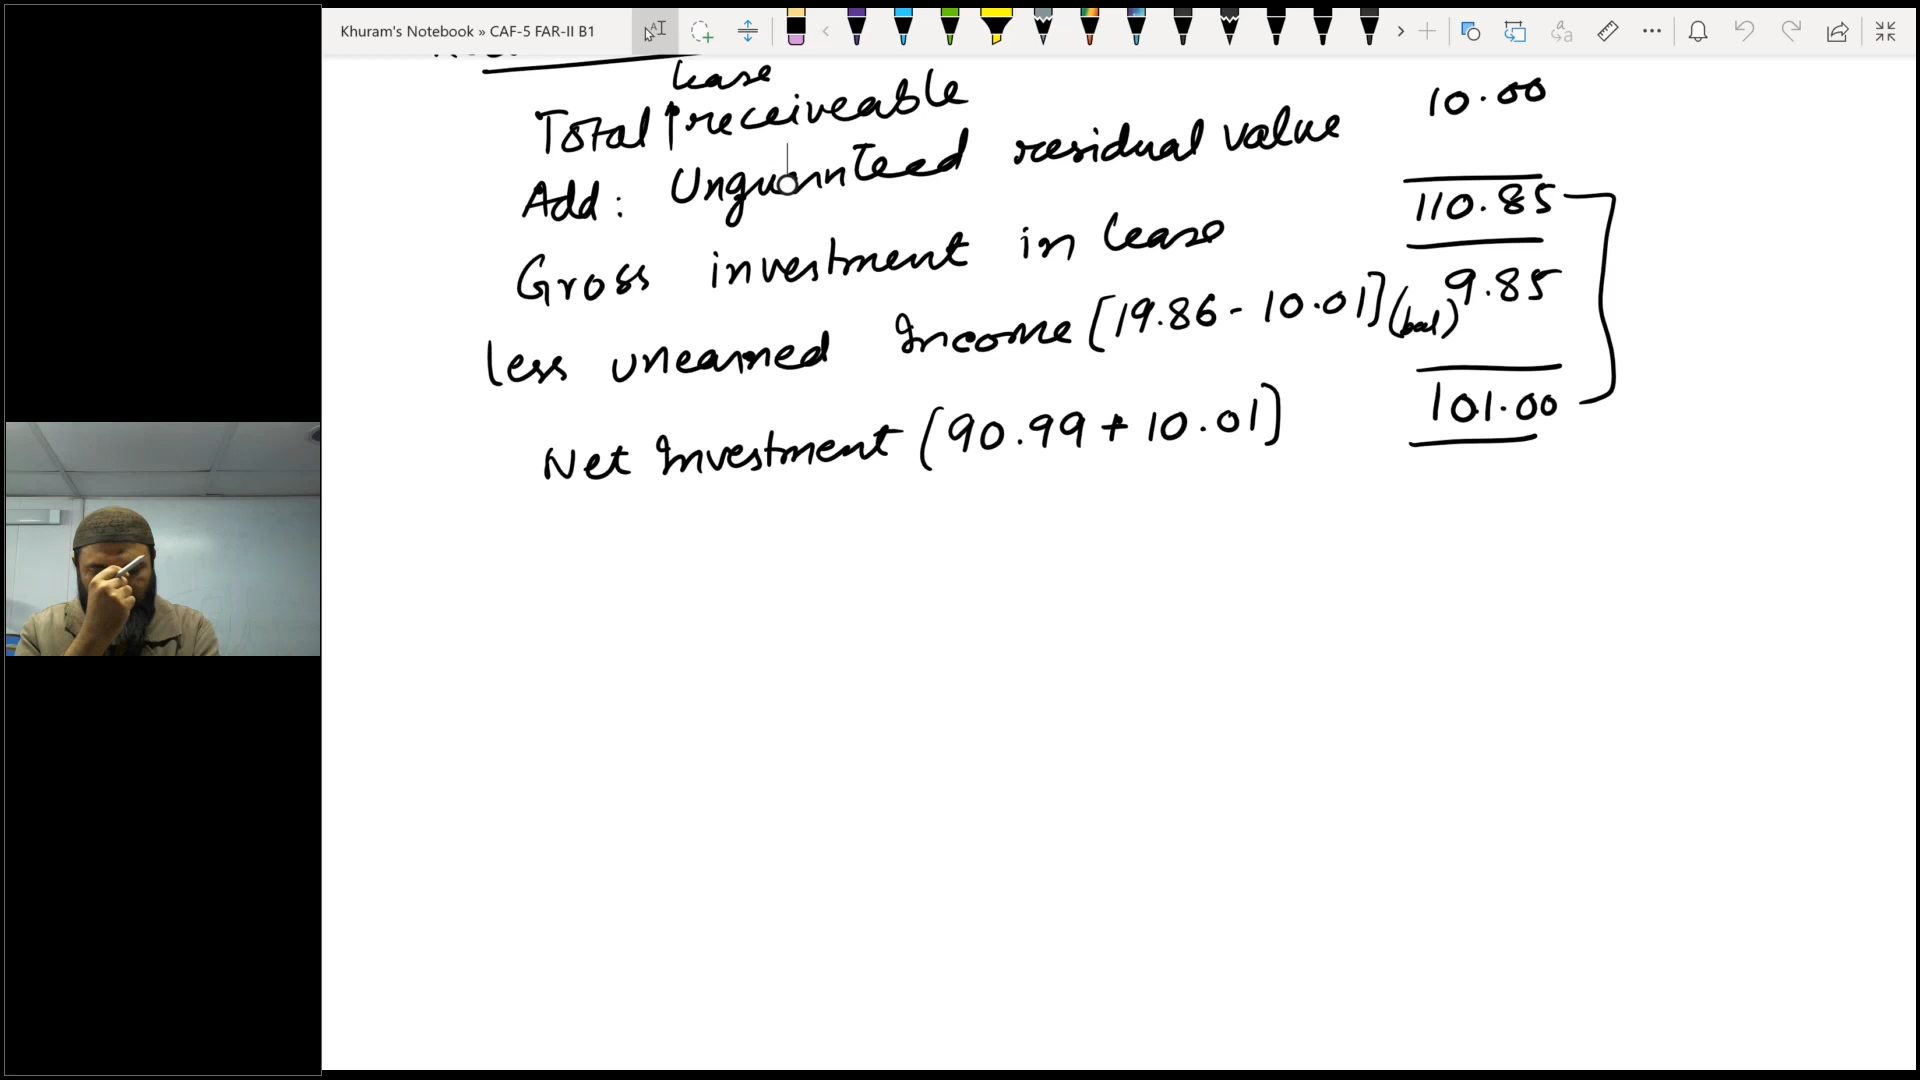 Khuram's Notebook » CAF-5 FAR-II B1
lease
Total receiveable
Add: Unguarnteed residual value 10.00
Gross investment in lease 110.85
less unearned Income [19.86 - 10.01] (bal) 9.85
Net Investment [90.99 + 10.01] 101.00